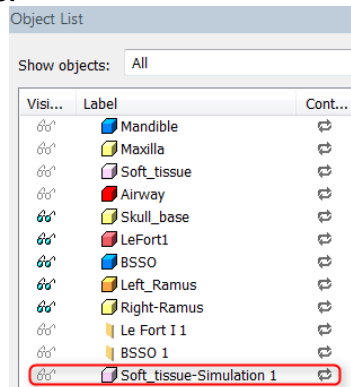 Object List
Show objects: All
Visi... Label Cont...
Mandible
Maxilla
Soft_tissue
Airway
Skull_base
LeFort1
BSSO
Left_Ramus
Right-Ramus
Le Fort I 1
BSSO 1
Soft_tissue-Simulation 1